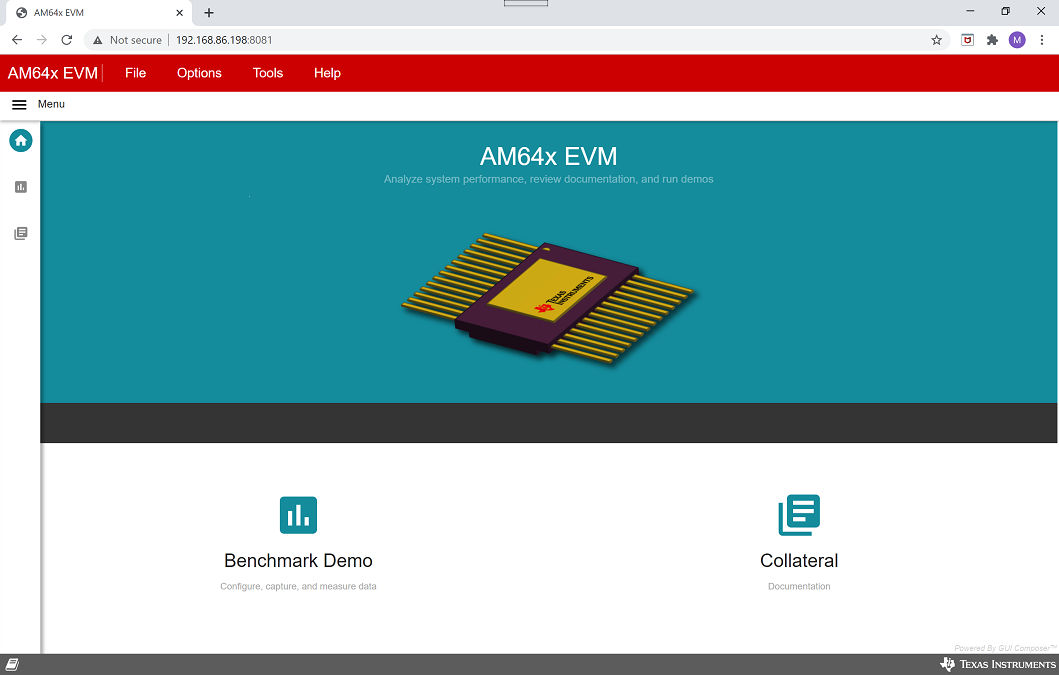 AM64x EVM
Not secure
192.168.86.198:8081
M
AM64x EVM
File
Options
Tools
Help
Menu
AM64x EVM
Analyze system performance, review documentation, and run demos
TEXAS
INSTRUMENTS
Benchmark Demo
Configure, capture, and measure data
Collateral
Documentation
Powered By GUI Composer™
TEXAS INSTRUMENTS